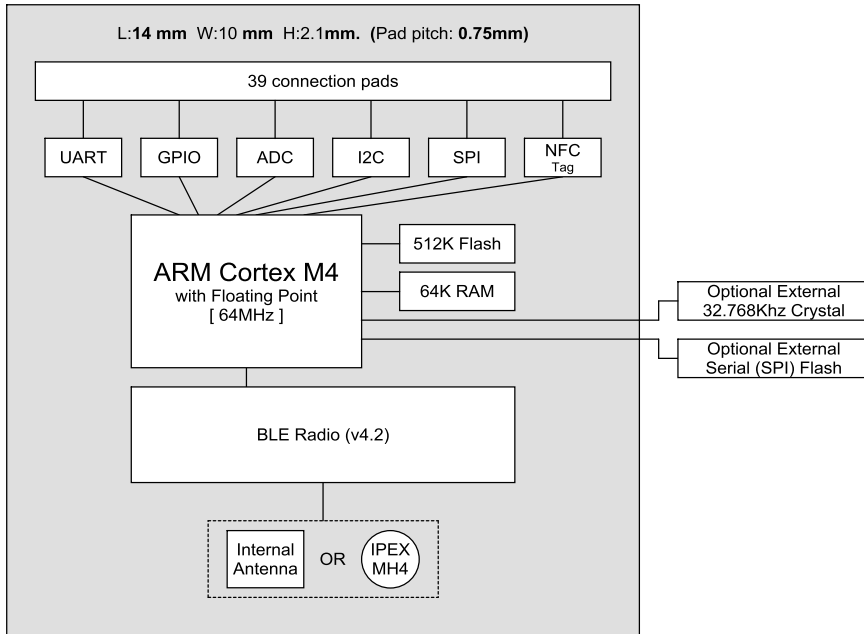 L:14 mm W:10 mm H:2.1mm. (Pad pitch: 0.75mm)
39 connection pads
UART
GPIO
ADC
I2C
SPI
NFC
Tag
ARM Cortex M4
with Floating Point
[ 64MHz ]
512K Flash
64K RAM
Optional External
32.768Khz Crystal
Optional External
Serial (SPI) Flash
BLE Radio (v4.2)
Internal
Antenna
OR
IPEX
MH4